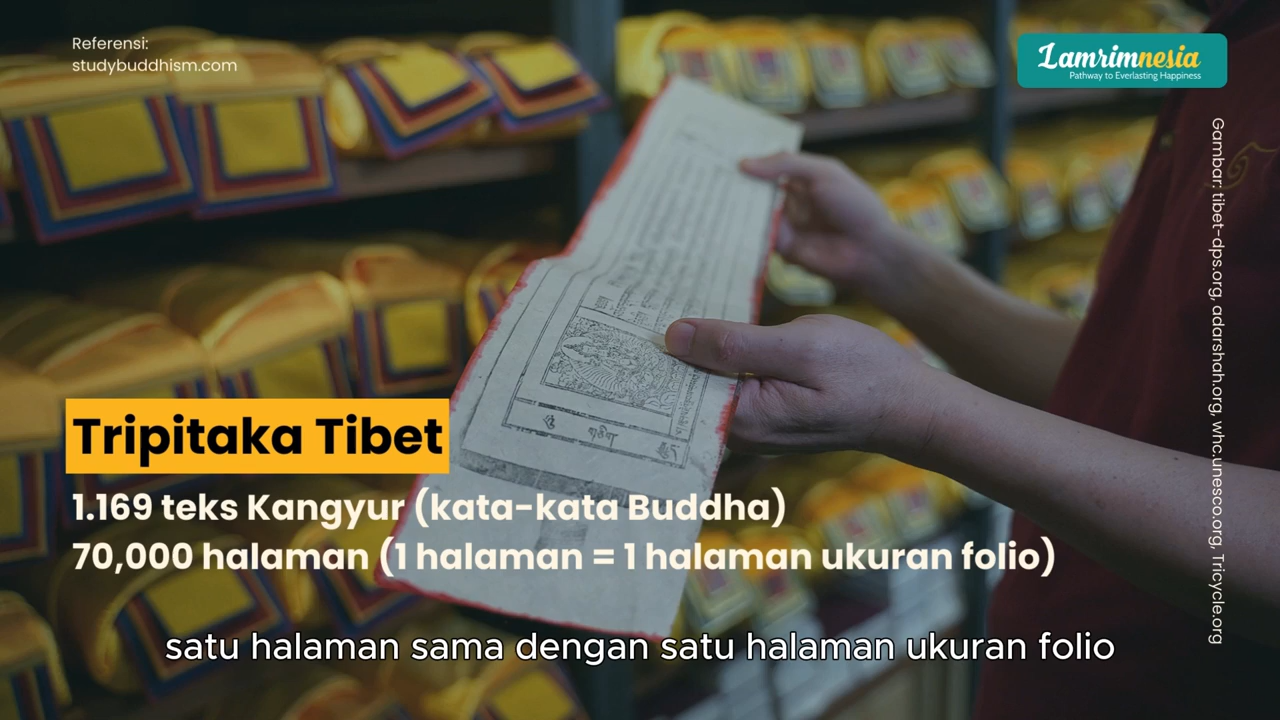 Referensi:
studybuddhism.com
Lamrimnesia
Pathway to Everlasting Happiness
Gambar: tibet-dps.org, adarshah.org, whc.unesco.org, Tricycle.org
Tripitaka Tibet
1.169 teks Kangyur (kata-kata Buddha)
70,000 halaman (1 halaman = 1 halaman ukuran folio)
satu halaman sama dengan satu halaman ukuran folio